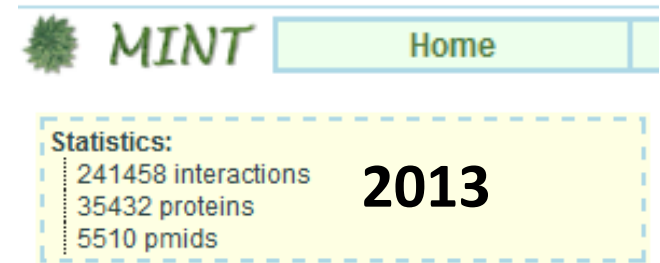 MINT Home
Statistics:
241458 interactions
35432 proteins
5510 pmids
2013